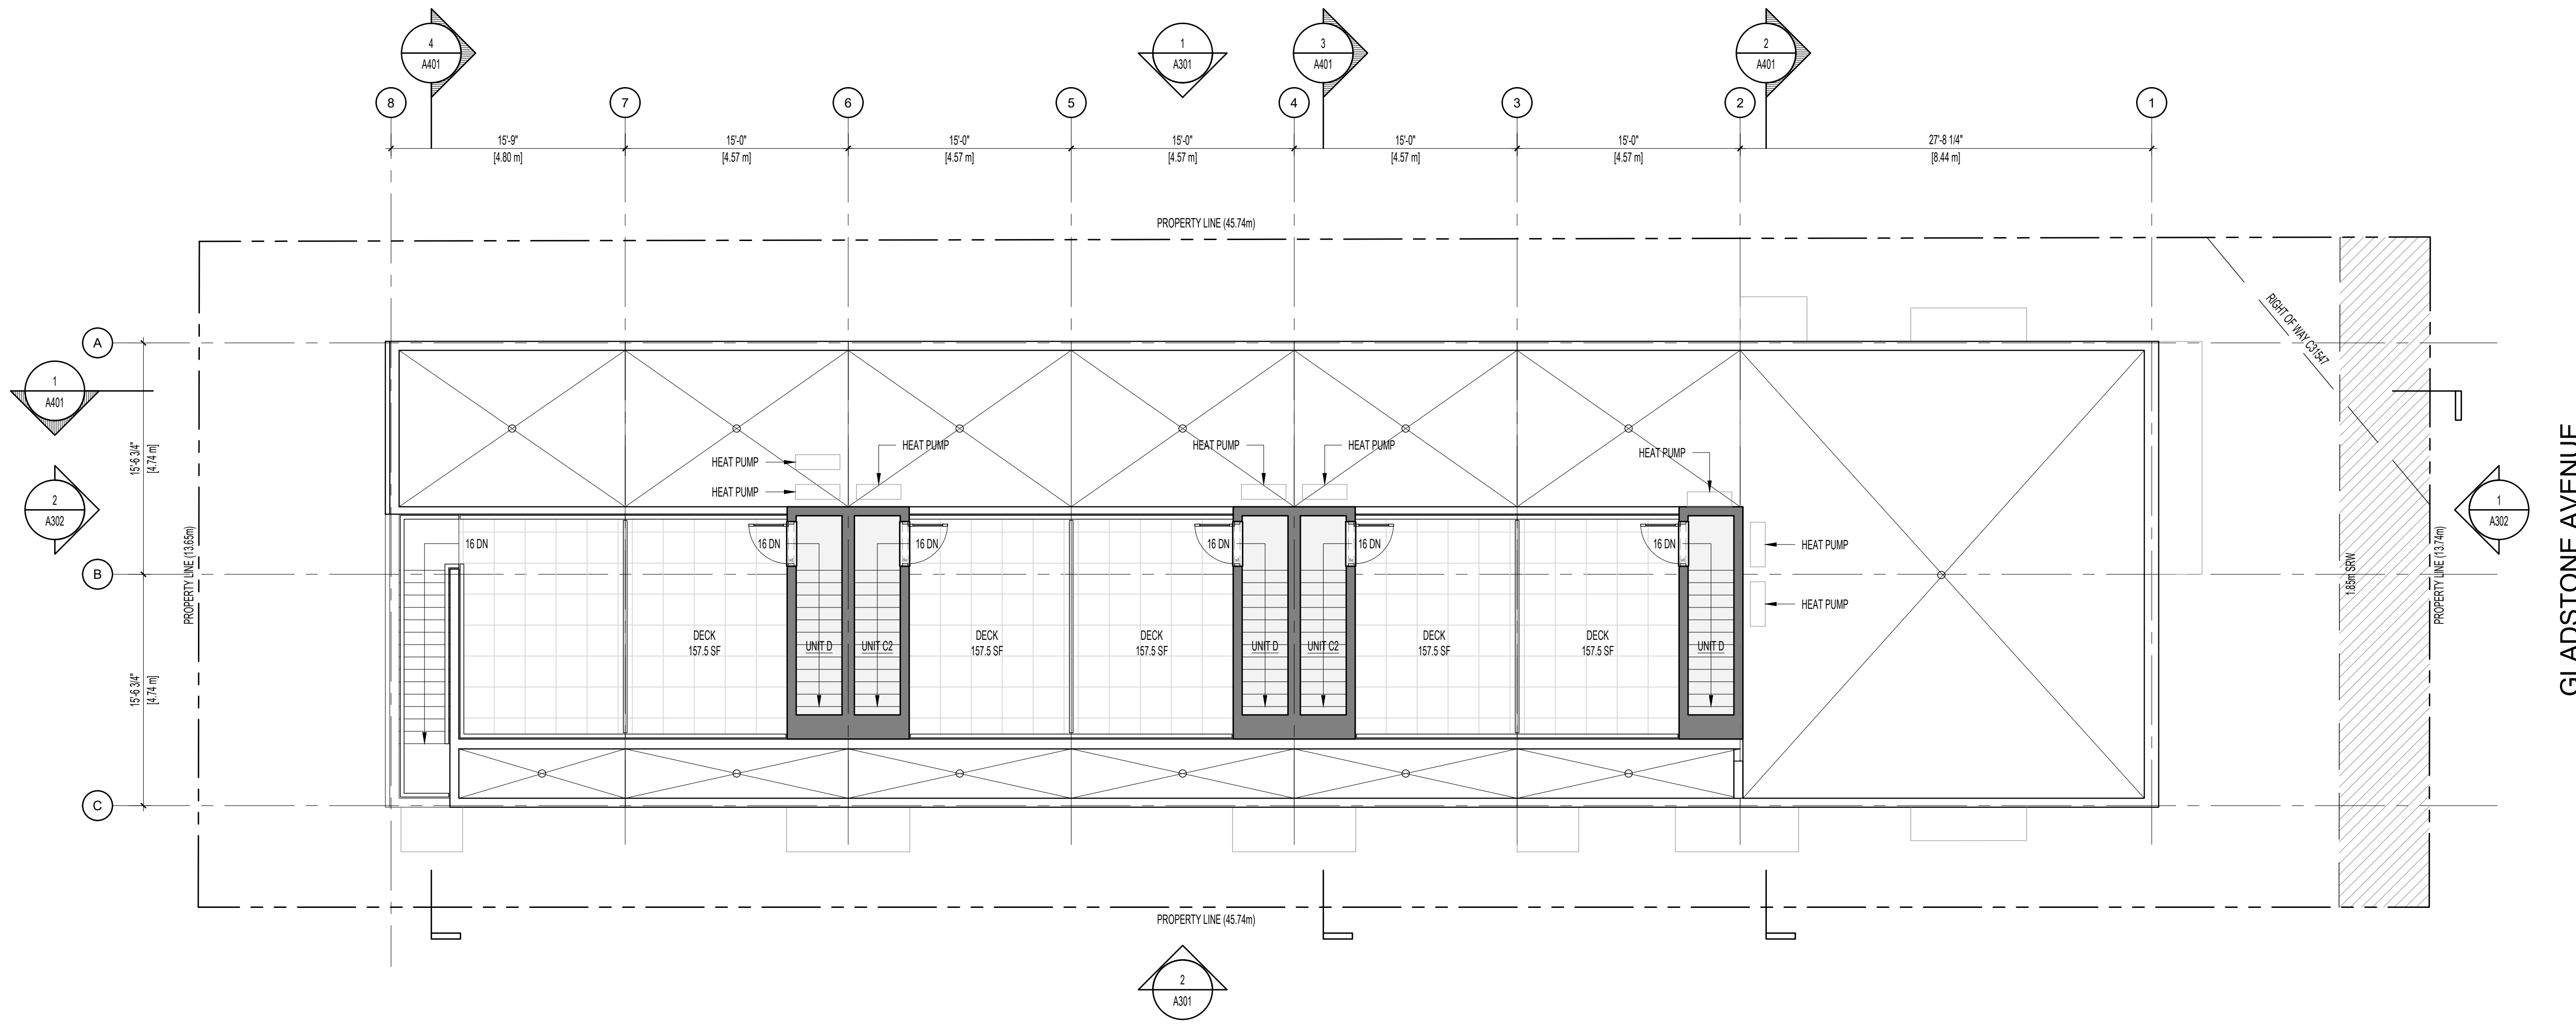 4
A401
1
A301
3
A401
2
A401
8
7
6
5
4
3
2
1
15'-9"
[4.80 m]
15'-0"
[4.57 m]
15'-0"
[4.57 m]
15'-0"
[4.57 m]
15'-0"
[4.57 m]
15'-0"
[4.57 m]
27'-8 1/4"
[8.44 m]
PROPERTY LINE (45.74m)
RIGHT OF WAY C31547
A
1
A401
15'-6 3/4"
[4.74 m]
2
A302
B
15'-6 3/4"
[4.74 m]
C
PROPERTY LINE (13.65m)
HEAT PUMP
HEAT PUMP
HEAT PUMP
HEAT PUMP
HEAT PUMP
HEAT PUMP
16 DN
16 DN
16 DN
16 DN
16 DN
16 DN
HEAT PUMP
HEAT PUMP
DECK
157.5 SF
UNIT D
UNIT C2
DECK
157.5 SF
DECK
157.5 SF
UNIT D
UNIT C2
DECK
157.5 SF
DECK
157.5 SF
UNIT D
1.85m SRW
PROPERTY LINE (13.74m)
1
A302
GLADSTONE AVENUE
PROPERTY LINE (45.74m)
2
A301